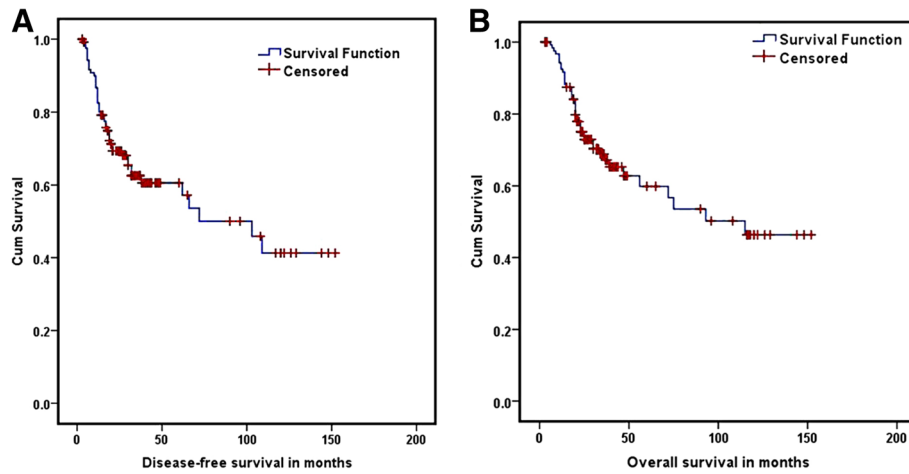 A
Survival Function
Censored
1.0
0.8
0.6
0.4
0.2
0.0
Cum Survival
0
50
100
150
200
Disease-free survival in months
B
Survival Function
Censored
1.0
0.8
0.6
0.4
0.2
0.0
Cum Survival
0
50
100
150
200
Overall survival in months